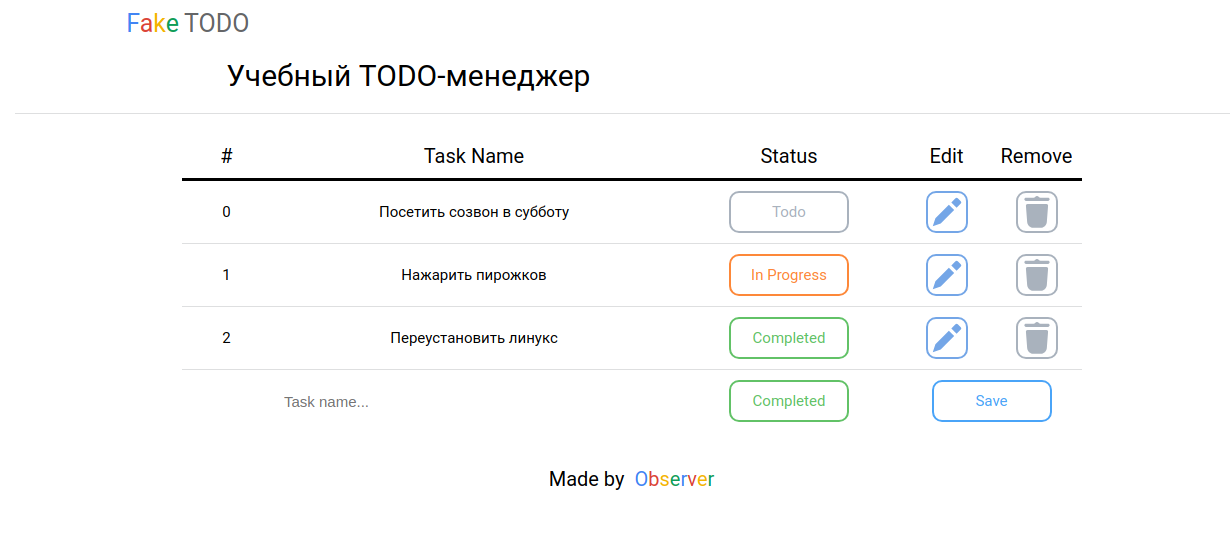 Fake TODO
Учебный TODO-менеджер
# Task Name Status Edit Remove
0 Посетить созвон в субботу Todo
1 Нажарить пирожков In Progress
2 Переустановить линукс Completed
Task name... Completed Save
Made by Observer